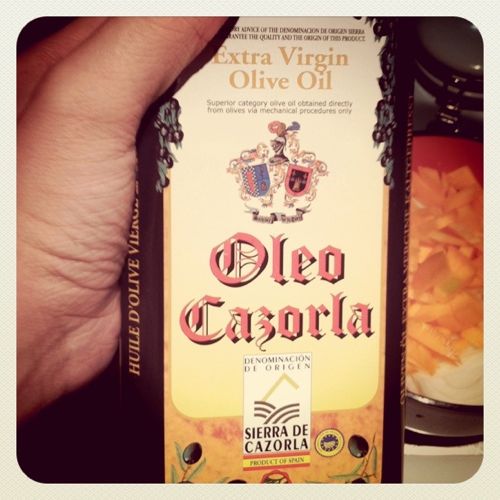 ORY ADVICE OF THE DENOMINACION DE ORIGEN SIERRA
GUARANTEE THE QUALITY AND THE ORIGIN OF THIS PRODUCT.
Extra Virgin
Olive Oil
Superior category olive oil obtained directly
from olives via mechanical procedures only
Oleo
Cazorla
DENOMINACIÓN
DE ORIGEN
SIERRA DE
CAZORLA
PRODUCT OF SPAIN
HUILE D'OLIVE VIERGE